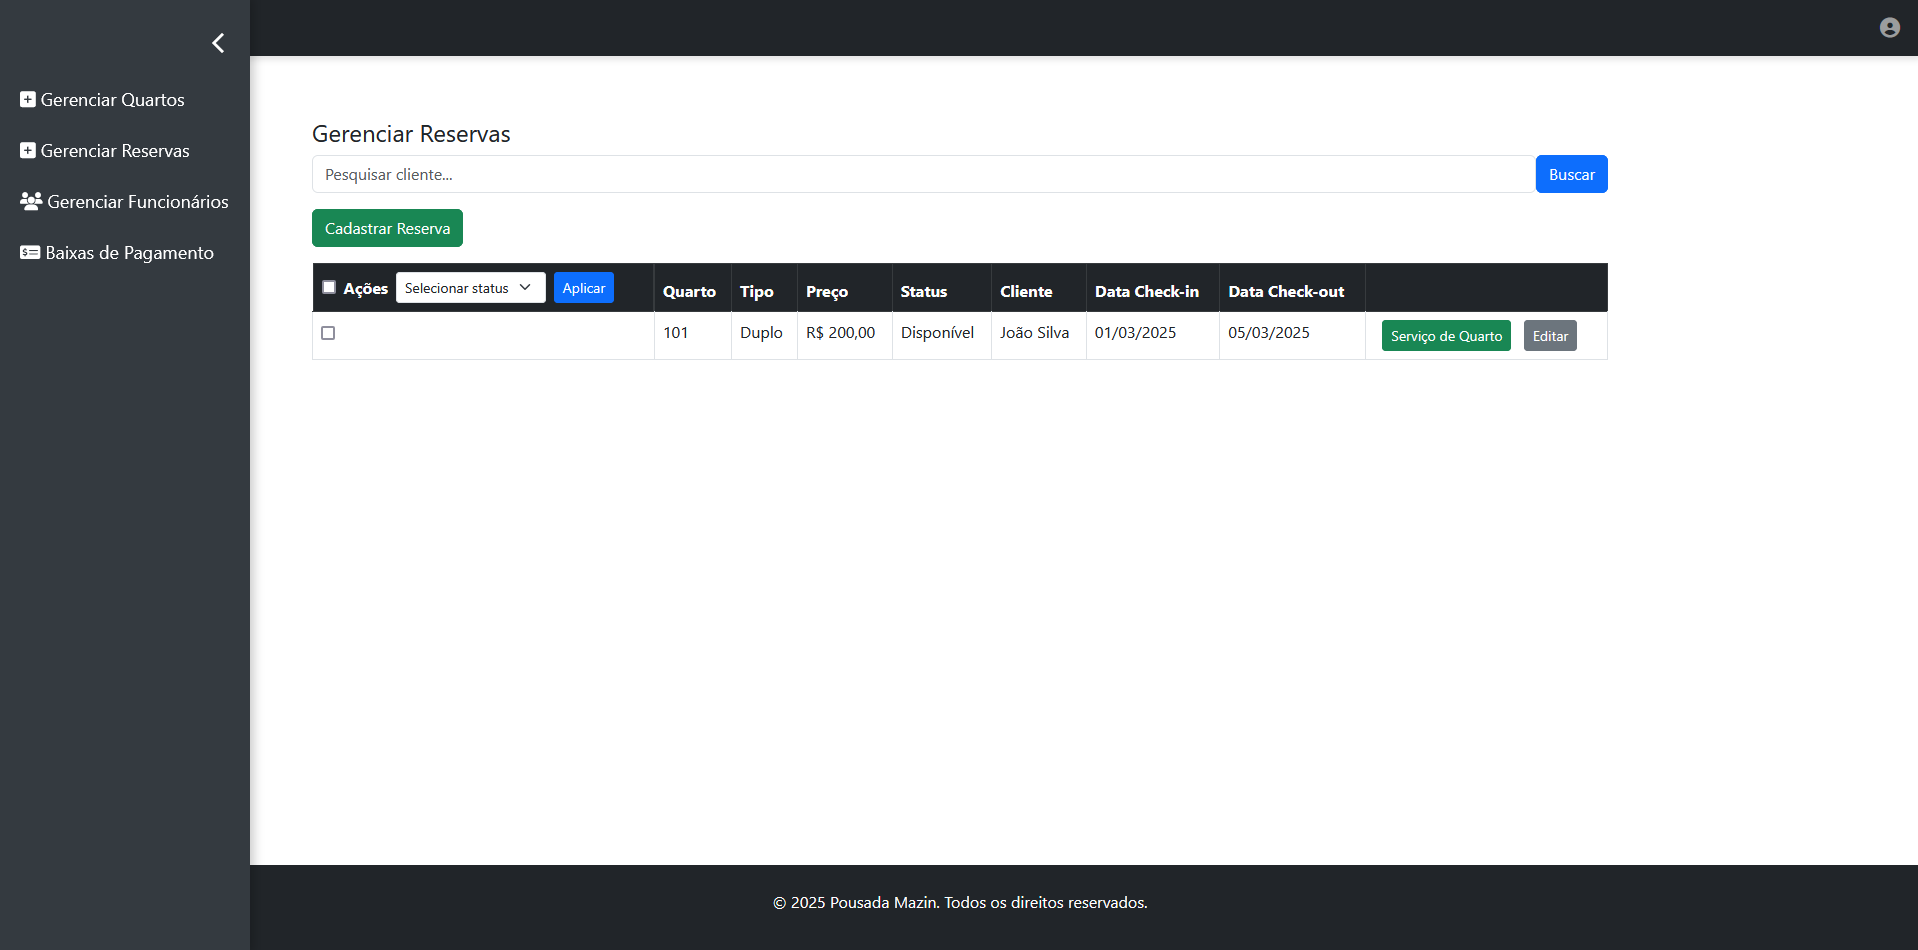 Gerenciar Quartos
Gerenciar Reservas
Gerenciar Funcionários
Baixas de Pagamento
Gerenciar Reservas
Pesquisar cliente... Buscar
Cadastrar Reserva
Ações Selecionar status Aplicar Quarto Tipo Preço Status Cliente Data Check-in Data Check-out
101 Duplo R$ 200,00 Disponível João Silva 01/03/2025 05/03/2025 Serviço de Quarto Editar
© 2025 Pousada Mazin. Todos os direitos reservados.